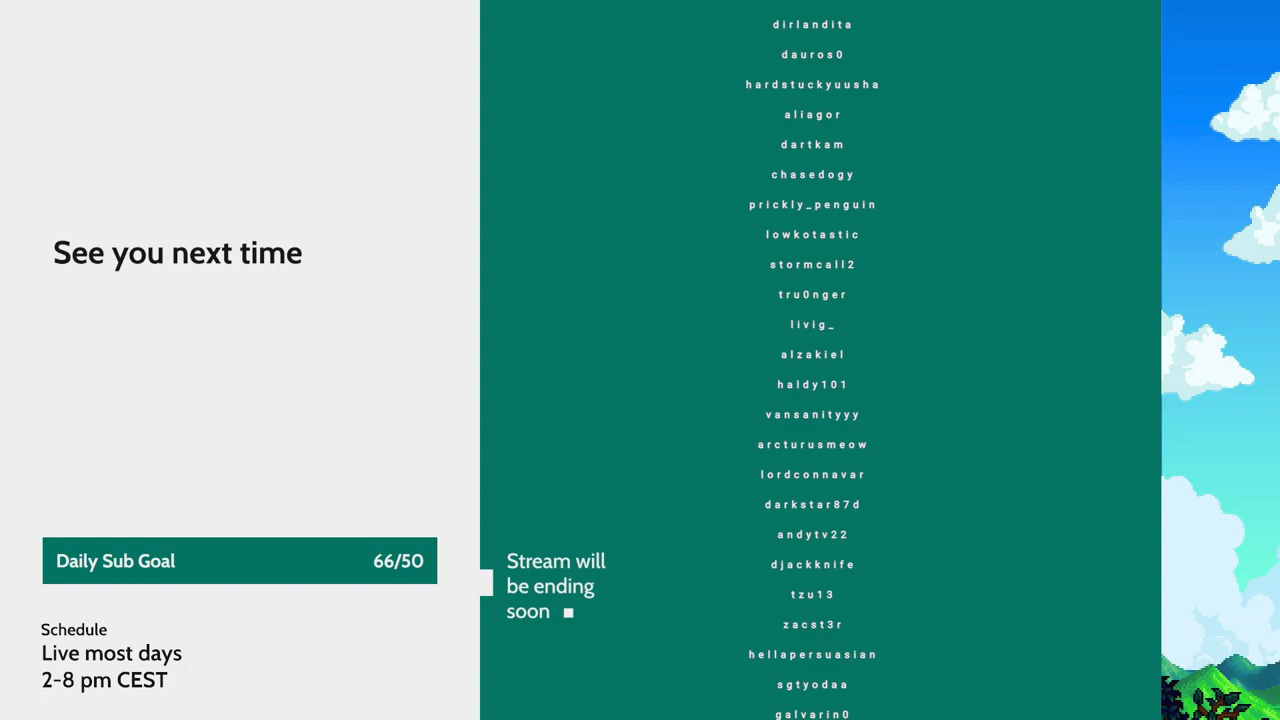 See you next time
Daily Sub Goal 66/50
Schedule
Live most days
2-8 pm CEST
Stream will
be ending
soon
dirlandita
dauros0
hardstuckyuusha
aliagor
dartkam
chasedogy
prickly_penguin
lowkotastic
stormcall2
tru0nger
livig_
alzakiel
haldy101
vansanityyy
arcturusmeow
lordconnavar
darkstar87d
andytv22
djackknife
tzu13
zacst3r
hellapersuasian
sgtyodaa
galvarin0